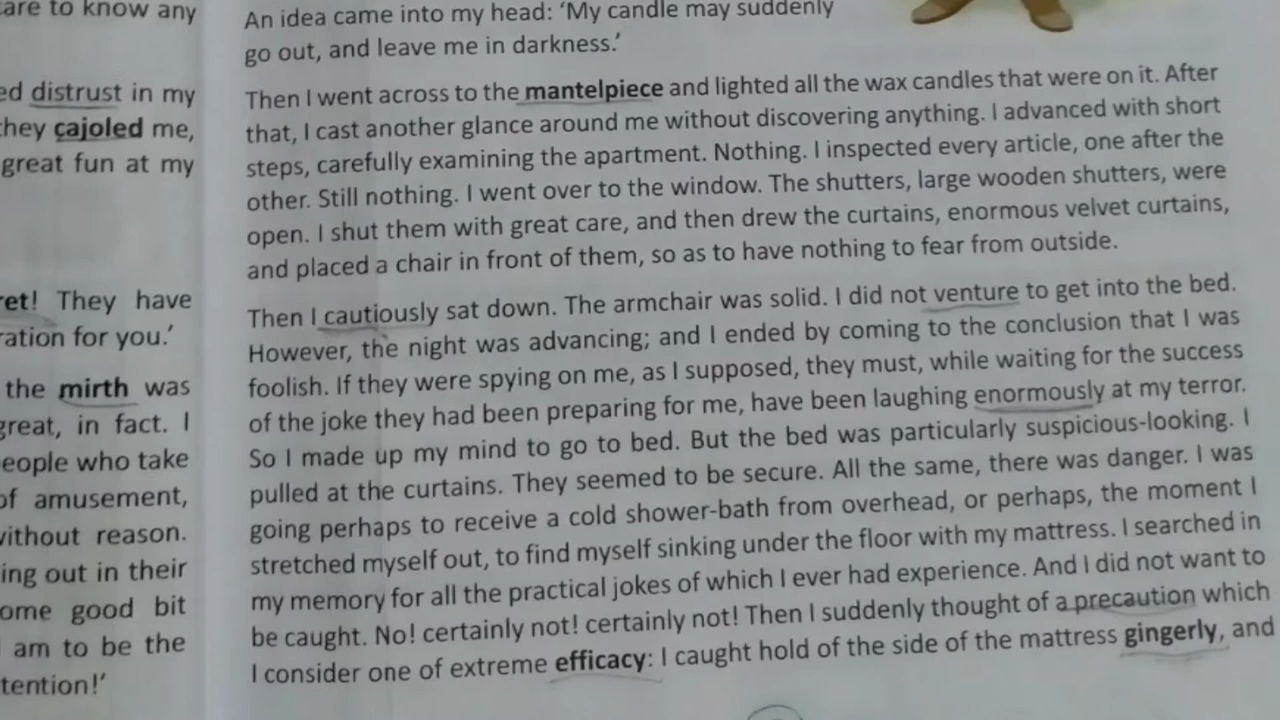 are to know any
ed distrust in my
they cajoled me,
great fun at my
ret! They have
ration for you.'
the mirth was
great, in fact. I
eople who take
of amusement,
without reason.
ing out in their
ome good bit
am to be the
tention!'
An idea came into my head: 'My candle may suddenly
go out, and leave me in darkness.'
Then I went across to the mantelpiece and lighted all the wax candles that were on it. After
that, I cast another glance around me without discovering anything. I advanced with short
steps, carefully examining the apartment. Nothing. I inspected every article, one after the
other. Still nothing. I went over to the window. The shutters, large wooden shutters, were
open. I shut them with great care, and then drew the curtains, enormous velvet curtains,
and placed a chair in front of them, so as to have nothing to fear from outside.
Then I cautiously sat down. The armchair was solid. I did not venture to get into the bed.
However, the night was advancing; and I ended by coming to the conclusion that I was
foolish. If they were spying on me, as I supposed, they must, while waiting for the success
of the joke they had been preparing for me, have been laughing enormously at my terror.
So I made up my mind to go to bed. But the bed was particularly suspicious-looking. I
pulled at the curtains. They seemed to be secure. All the same, there was danger. I was
going perhaps to receive a cold shower-bath from overhead, or perhaps, the moment I
stretched myself out, to find myself sinking under the floor with my mattress. I searched in
my memory for all the practical jokes of which I ever had experience. And I did not want to
be caught. No! certainly not! certainly not! Then I suddenly thought of a precaution which
I consider one of extreme efficacy: I caught hold of the side of the mattress gingerly, and